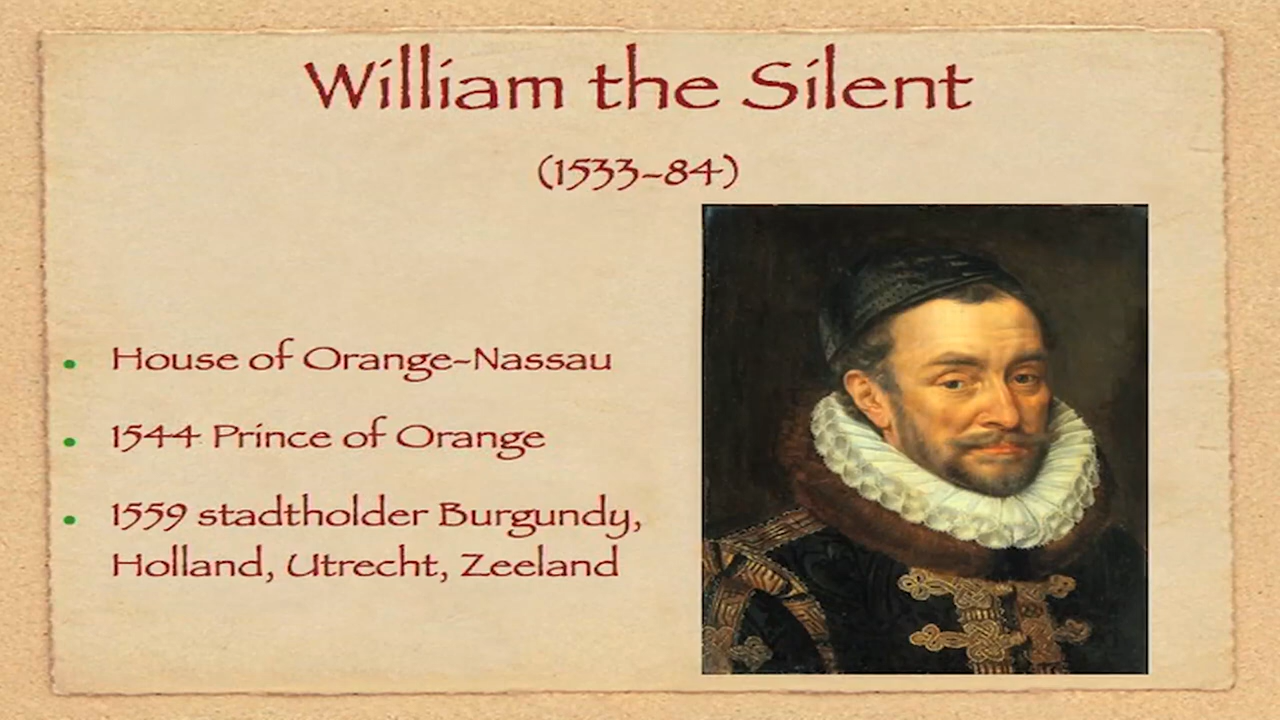 William the Silent
(1533-84)
• House of Orange-Nassau
• 1544 Prince of Orange
• 1559 stadtholder Burgundy,
Holland, Utrecht, Zeeland